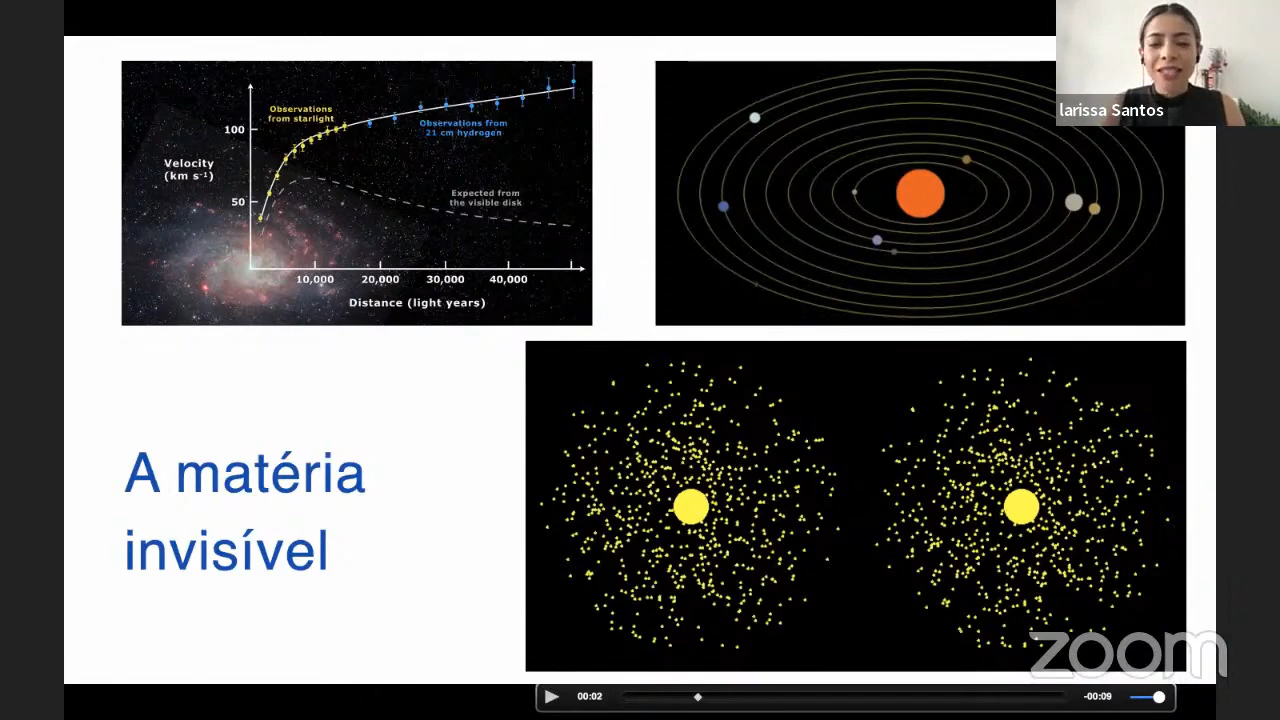 larissa Santos
Observations
from starlight
100
Observations from
21 cm hydrogen
Velocity
(km s⁻¹)
50
Expected from
the visible disk
10,000 20,000 30,000 40,000
Distance (light years)
A matéria
invisível
zoom
00:02
-00:09